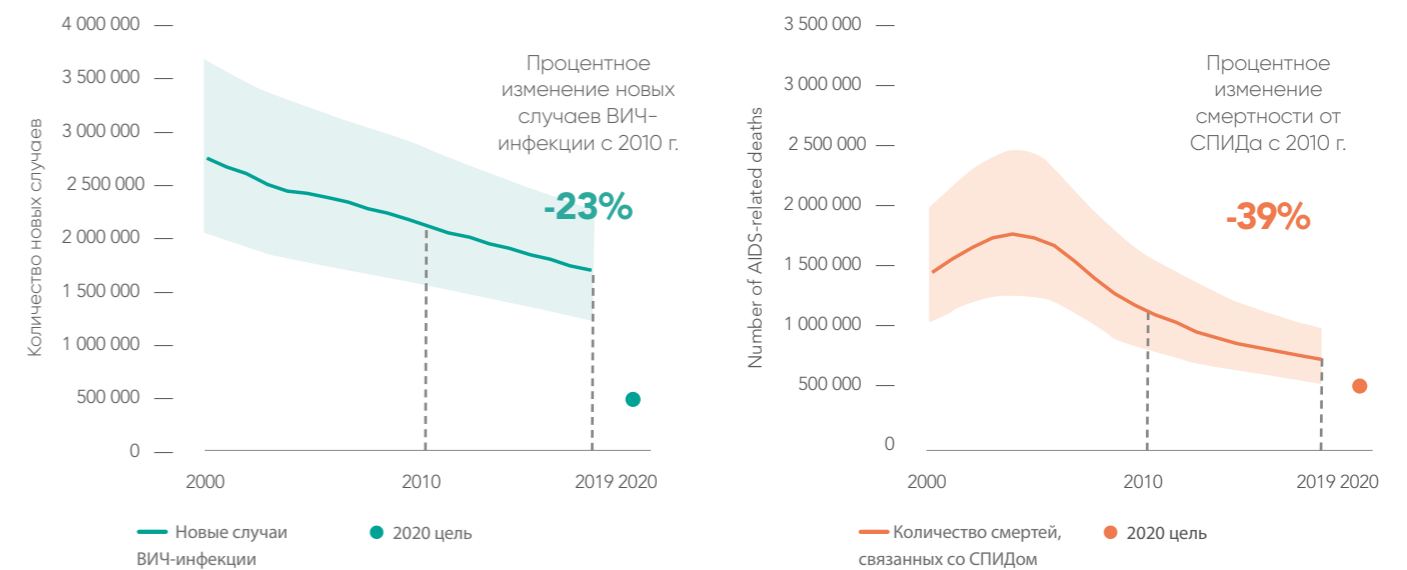 4 000 000
3 500 000
3 000 000
2 500 000
2 000 000
1 500 000
1 000 000
500 000
0
Количество новых случаев
Процентное
изменение новых
случаев ВИЧ-
инфекции с 2010 г.
-23%
2000
2010
2019 2020
Новые случаи
ВИЧ-инфекции
2020 цель
3 500 000
3 000 000
2 500 000
2 000 000
1 500 000
1 000 000
500 000
0
Number of AIDS-related deaths
Процентное
изменение
смертности от
СПИДа с 2010 г.
-39%
2000
2010
2019 2020
Количество смертей,
связанных со СПИДом
2020 цель